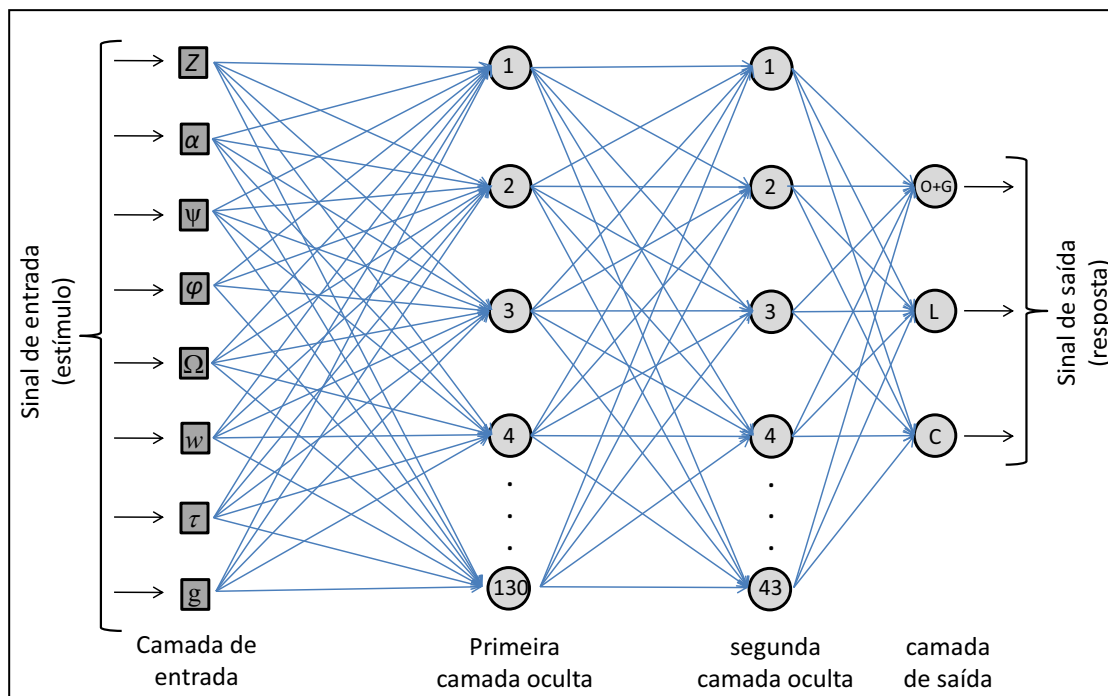 Sinal de entrada
(estímulo)
Z
α
Ψ
φ
Ω
w
τ
g
Camada de
entrada
1
2
3
4
.
.
.
130
Primeira
camada oculta
1
2
3
4
.
.
.
43
segunda
camada oculta
O+G
L
C
camada
de saída
Sinal de saída
(resposta)